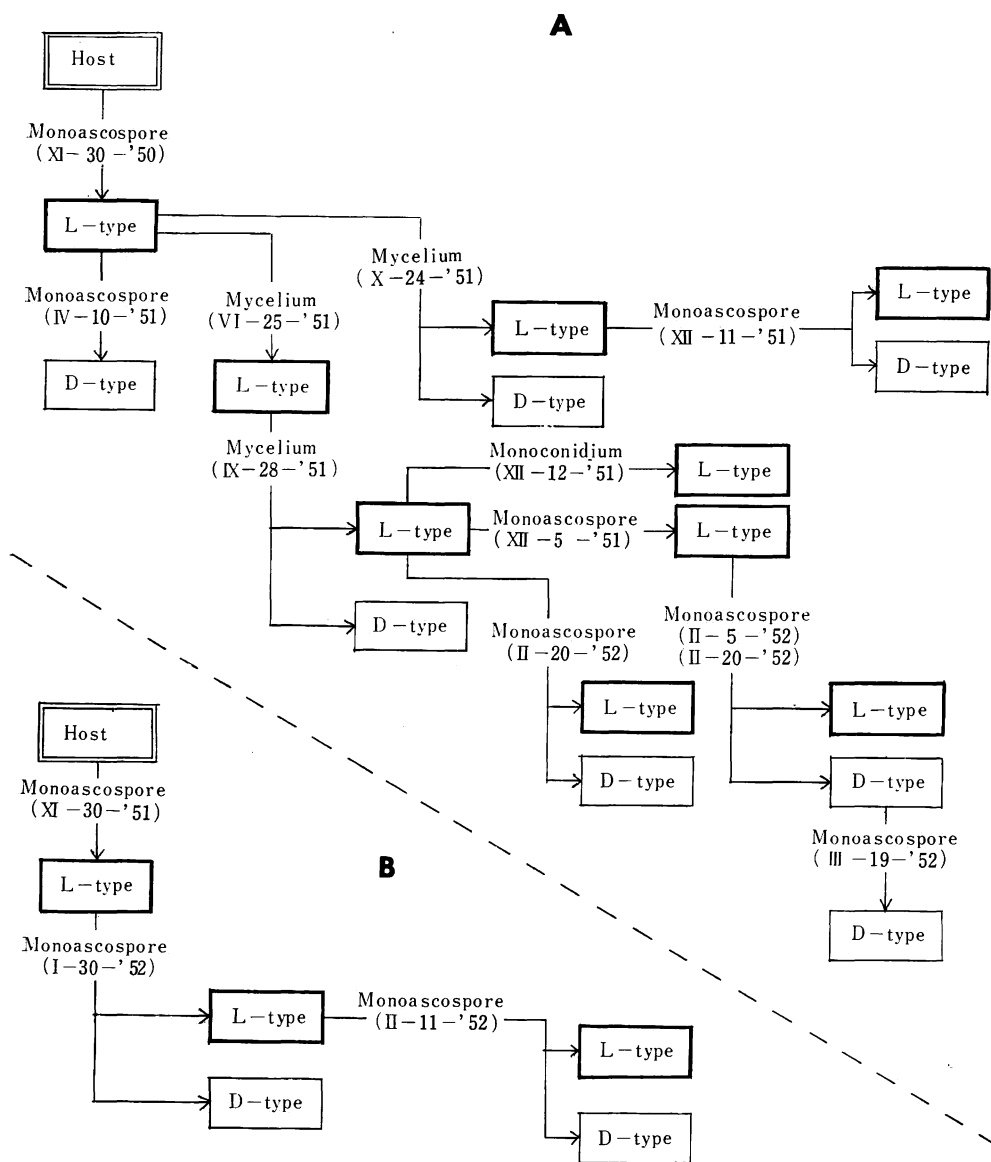 A
Host
Monoascospore
(XI-30-'50)
L-type
Monoascospore
(IV-10-'51)
D-type
Mycelium
(VI-25-'51)
L-type
Mycelium
(X-24-'51)
L-type
D-type
Monoascospore
(XII-11-'51)
L-type
D-type
Mycelium
(IX-28-'51)
L-type
D-type
Monoconidium
(XII-12-'51)
L-type
Monoascospore
(XII-5-'51)
L-type
Monoascospore
(II-20-'52)
L-type
D-type
Monoascospore
(II-5-'52)
(II-20-'52)
L-type
D-type
Monoascospore
(III-19-'52)
D-type
B
Host
Monoascospore
(XI-30-'51)
L-type
Monoascospore
(I-30-'52)
L-type
D-type
Monoascospore
(II-11-'52)
L-type
D-type